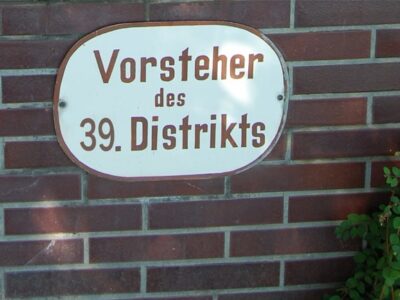 Vorsteher
des
39. Distrikts